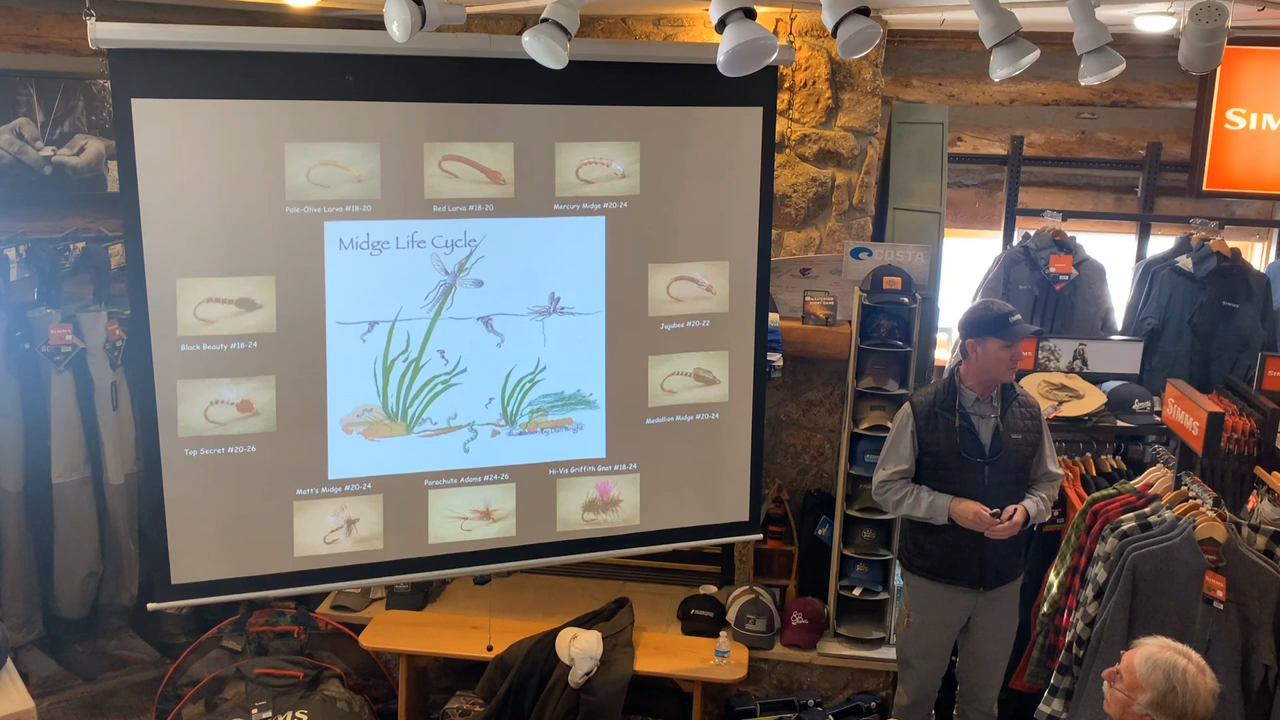 Pale-Olive Larva #18-20
Red Larva #18-20
Mercury Midge #20-24
Midge Life Cycle
Black Beauty #18-24
Jujubee #20-22
Top Secret #20-26
Medallion Midge #20-24
Matt's Midge #20-24
Parachute Adams #24-26
Hi-Vis Griffith Gnat #18-24
COSTA
SIMMS
SIMMS